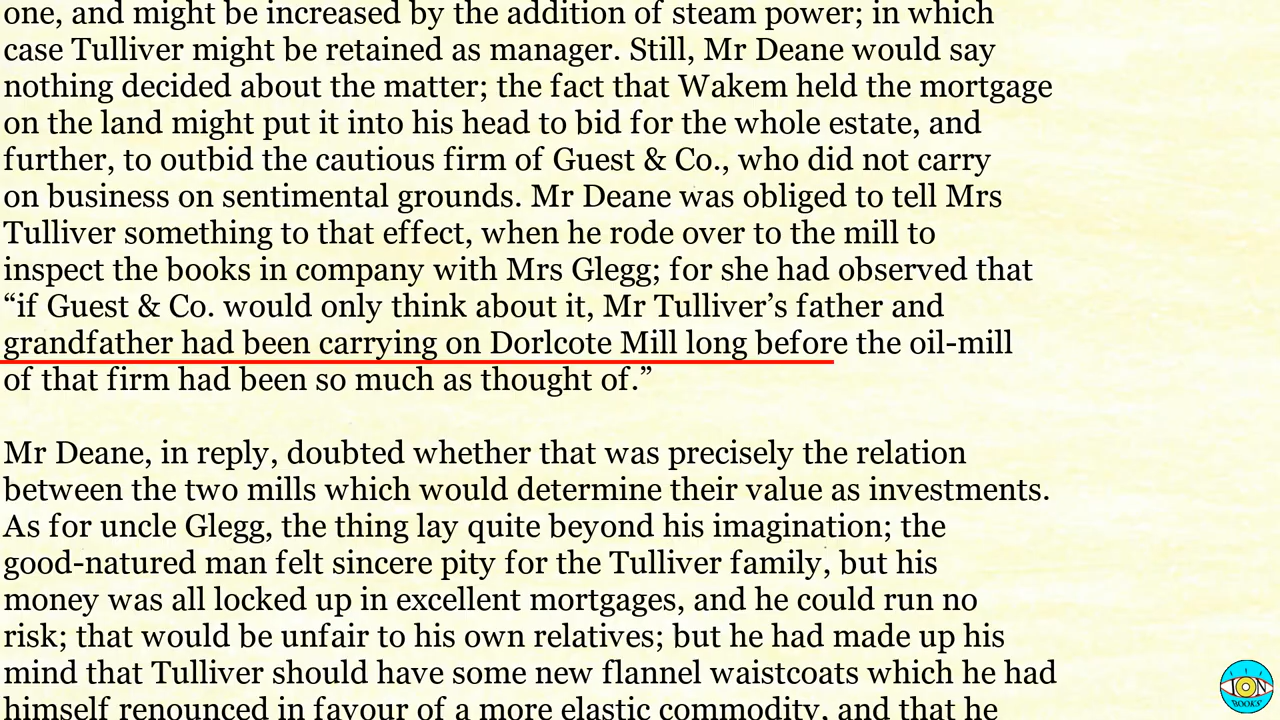 one, and might be increased by the addition of steam power; in which
case Tulliver might be retained as manager. Still, Mr Deane would say
nothing decided about the matter; the fact that Wakem held the mortgage
on the land might put it into his head to bid for the whole estate, and
further, to outbid the cautious firm of Guest & Co., who did not carry
on business on sentimental grounds. Mr Deane was obliged to tell Mrs
Tulliver something to that effect, when he rode over to the mill to
inspect the books in company with Mrs Glegg; for she had observed that
“if Guest & Co. would only think about it, Mr Tulliver’s father and
grandfather had been carrying on Dorlcote Mill long before the oil-mill
of that firm had been so much as thought of.”
Mr Deane, in reply, doubted whether that was precisely the relation
between the two mills which would determine their value as investments.
As for uncle Glegg, the thing lay quite beyond his imagination; the
good-natured man felt sincere pity for the Tulliver family, but his
money was all locked up in excellent mortgages, and he could run no
risk; that would be unfair to his own relatives; but he had made up his
mind that Tulliver should have some new flannel waistcoats which he had
himself renounced in favour of a more elastic commodity, and that he
ION
BOOKS